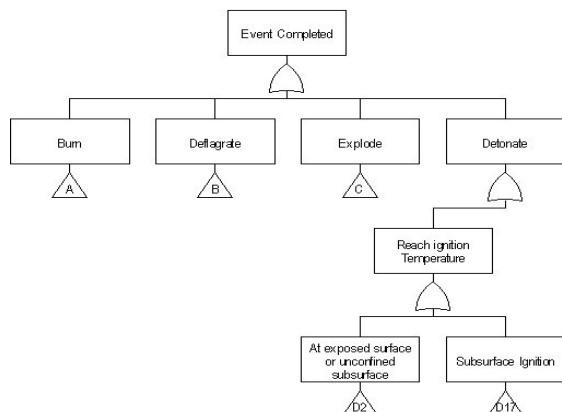 Event Completed
Burn
Deflagrate
Explode
Detonate
A
B
C
Reach ignition
Temperature
At exposed surface
or unconfined
subsurface
Subsurface Ignition
D2
D17